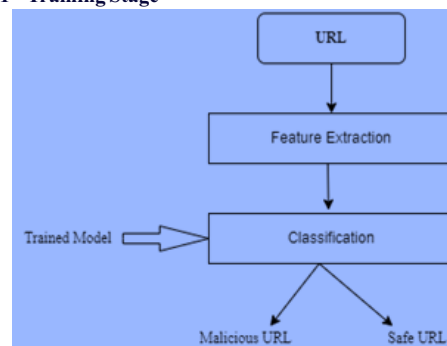 Training Stage
URL
Feature Extraction
Trained Model
Classification
Malicious URL
Safe URL